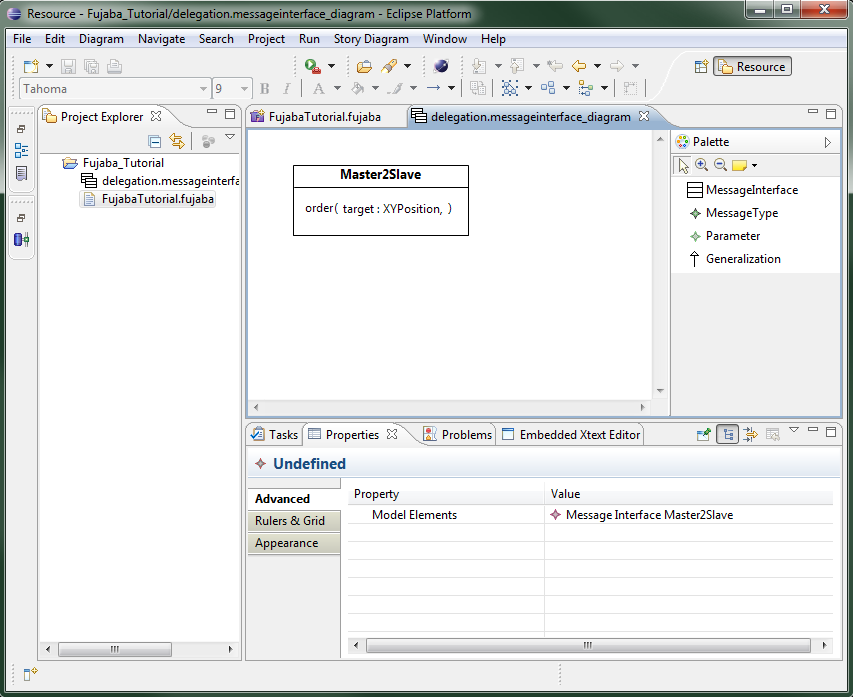 Resource - Fujaba_Tutorial/delegation.messageinterface_diagram - Eclipse Platform
File Edit Diagram Navigate Search Project Run Story Diagram Window Help
Tahoma 9 B I A Resource
Project Explorer
Fujaba_Tutorial
delegation.messageinterfa
FujabaTutorial.fujaba
FujabaTutorial.fujaba delegation.messageinterface_diagram
Master2Slave
order( target : XYPosition, )
Palette
MessageInterface
MessageType
Parameter
Generalization
Tasks Properties Problems Embedded Xtext Editor
Undefined
Advanced
Rulers & Grid
Appearance
Property Value
Model Elements Message Interface Master2Slave